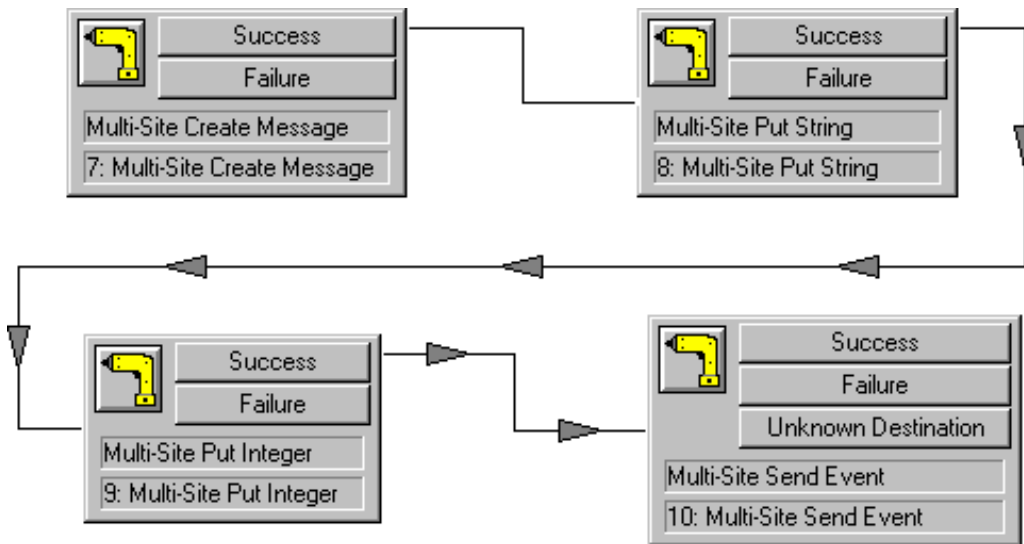 Success
Failure
Multi-Site Create Message
7: Multi-Site Create Message
Success
Failure
Multi-Site Put String
8: Multi-Site Put String
Success
Failure
Multi-Site Put Integer
9: Multi-Site Put Integer
Success
Failure
Unknown Destination
Multi-Site Send Event
10: Multi-Site Send Event